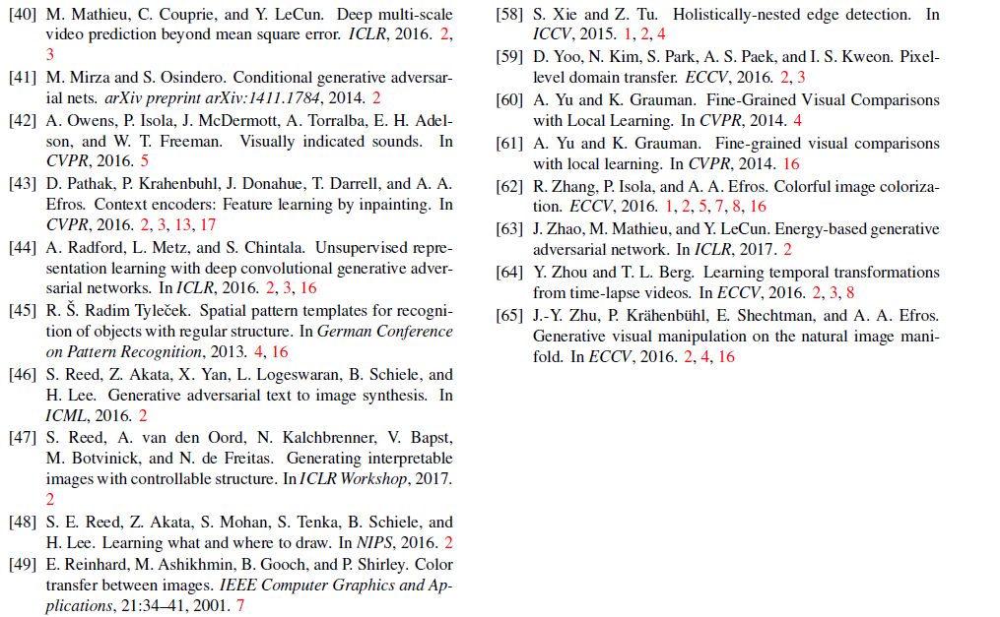 [40] M. Mathieu, C. Couprie, and Y. LeCun. Deep multi-scale
video prediction beyond mean square error. ICLR, 2016. 2,
3
[41] M. Mirza and S. Osindero. Conditional generative adversar-
ial nets. arXiv preprint arXiv:1411.1784, 2014. 2
[42] A. Owens, P. Isola, J. McDermott, A. Torralba, E. H. Adel-
son, and W. T. Freeman. Visually indicated sounds. In
CVPR, 2016. 5
[43] D. Pathak, P. Krahenbuhl, J. Donahue, T. Darrell, and A. A.
Efros. Context encoders: Feature learning by inpainting. In
CVPR, 2016. 2, 3, 13, 17
[44] A. Radford, L. Metz, and S. Chintala. Unsupervised repre-
sentation learning with deep convolutional generative adver-
sarial networks. In ICLR, 2016. 2, 3, 16
[45] R. Š. Radim Tyleček. Spatial pattern templates for recogni-
tion of objects with regular structure. In German Conference
on Pattern Recognition, 2013. 4, 16
[46] S. Reed, Z. Akata, X. Yan, L. Logeswaran, B. Schiele, and
H. Lee. Generative adversarial text to image synthesis. In
ICML, 2016. 2
[47] S. Reed, A. van den Oord, N. Kalchbrenner, V. Bapst,
M. Botvinick, and N. de Freitas. Generating interpretable
images with controllable structure. In ICLR Workshop, 2017.
2
[48] S. E. Reed, Z. Akata, S. Mohan, S. Tenka, B. Schiele, and
H. Lee. Learning what and where to draw. In NIPS, 2016. 2
[49] E. Reinhard, M. Ashikhmin, B. Gooch, and P. Shirley. Color
transfer between images. IEEE Computer Graphics and Ap-
plications, 21:34–41, 2001. 7
[58] S. Xie and Z. Tu. Holistically-nested edge detection. In
ICCV, 2015. 1, 2, 4
[59] D. Yoo, N. Kim, S. Park, A. S. Paek, and I. S. Kweon. Pixel-
level domain transfer. ECCV, 2016. 2, 3
[60] A. Yu and K. Grauman. Fine-Grained Visual Comparisons
with Local Learning. In CVPR, 2014. 4
[61] A. Yu and K. Grauman. Fine-grained visual comparisons
with local learning. In CVPR, 2014. 16
[62] R. Zhang, P. Isola, and A. A. Efros. Colorful image coloriza-
tion. ECCV, 2016. 1, 2, 5, 7, 8, 16
[63] J. Zhao, M. Mathieu, and Y. LeCun. Energy-based generative
adversarial network. In ICLR, 2017. 2
[64] Y. Zhou and T. L. Berg. Learning temporal transformations
from time-lapse videos. In ECCV, 2016. 2, 3, 8
[65] J.-Y. Zhu, P. Krähenbühl, E. Shechtman, and A. A. Efros.
Generative visual manipulation on the natural image mani-
fold. In ECCV, 2016. 2, 4, 16